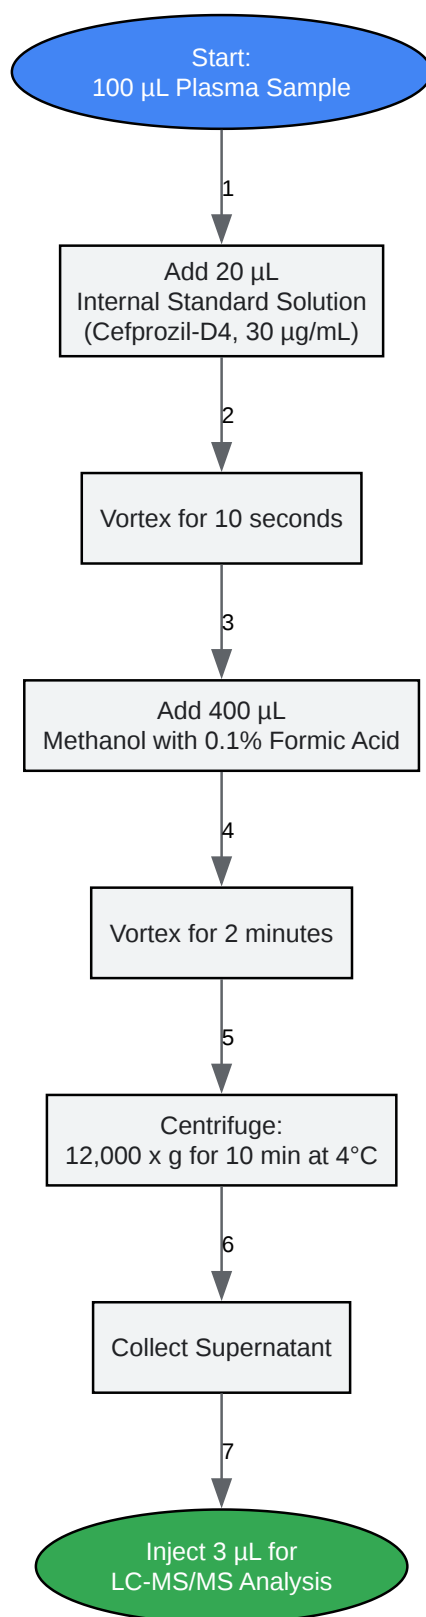 Start:
100 µL Plasma Sample
1
Add 20 µL
Internal Standard Solution
(Cefprozil-D4, 30 µg/mL)
2
Vortex for 10 seconds
3
Add 400 µL
Methanol with 0.1% Formic Acid
4
Vortex for 2 minutes
5
Centrifuge:
12,000 x g for 10 min at 4°C
6
Collect Supernatant
7
Inject 3 µL for
LC-MS/MS Analysis